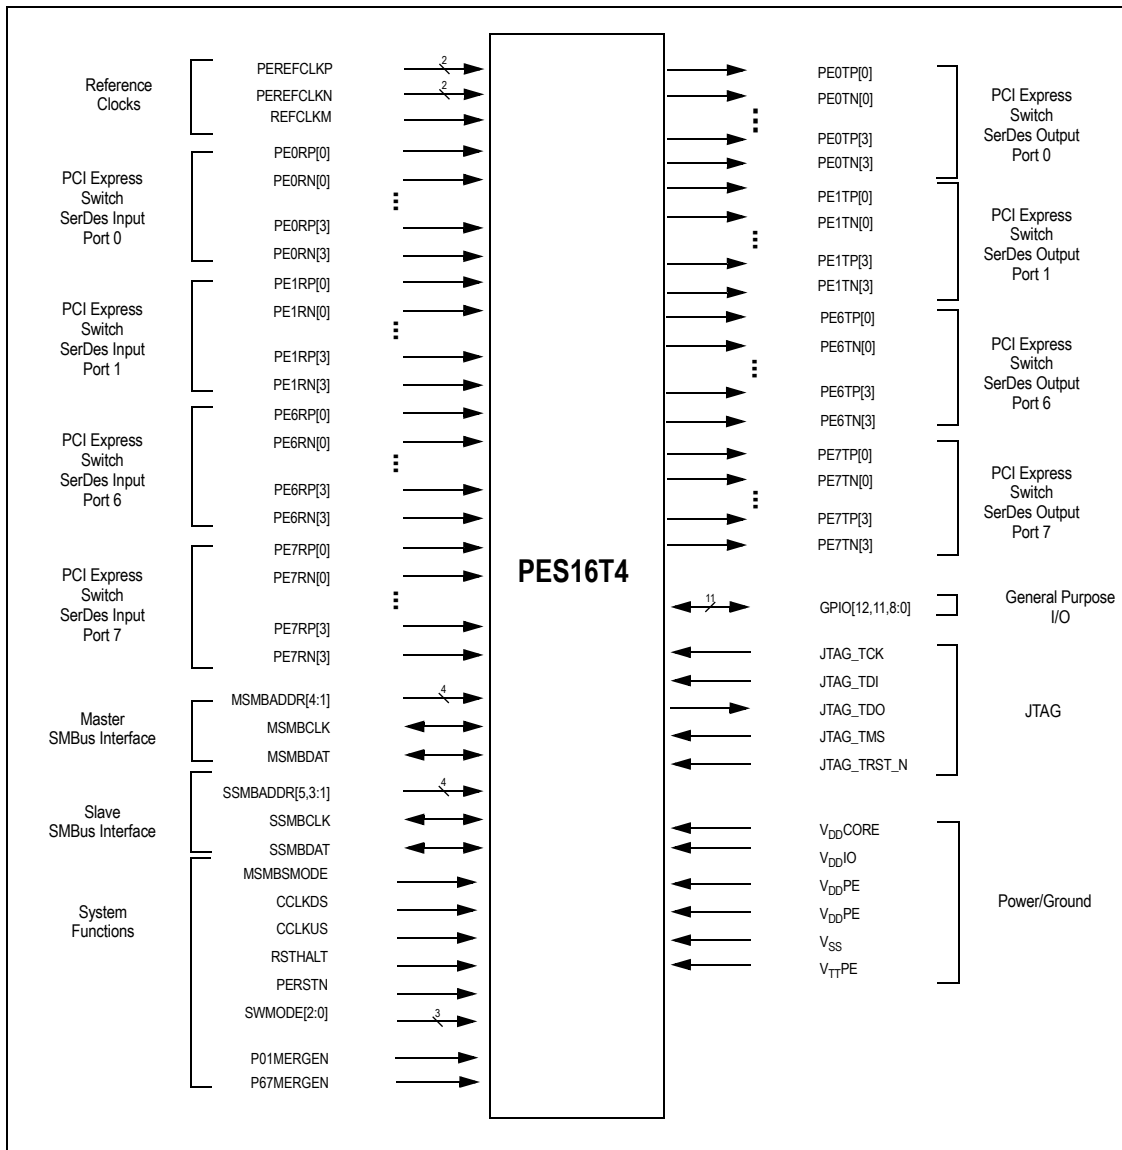 Reference
Clocks
PEREFCLKP
2
PEREFCLKN
2
REFCLKM
PCI Express
Switch
SerDes Input
Port 0
PE0RP[0]
PE0RN[0]
PE0RP[3]
PE0RN[3]
PCI Express
Switch
SerDes Input
Port 1
PE1RP[0]
PE1RN[0]
PE1RP[3]
PE1RN[3]
PCI Express
Switch
SerDes Input
Port 6
PE6RP[0]
PE6RN[0]
PE6RP[3]
PE6RN[3]
PCI Express
Switch
SerDes Input
Port 7
PE7RP[0]
PE7RN[0]
PE7RP[3]
PE7RN[3]
Master
SMBus Interface
MSMBADDR[4:1]
4
MSMBCLK
MSMBDAT
Slave
SMBus Interface
SSMBADDR[5,3:1]
4
SSMBCLK
SSMBDAT
System
Functions
MSMBSMODE
CCLKDS
CCLKUS
RSTHALT
PERSTN
SWMODE[2:0]
3
P01MERGEN
P67MERGEN
PES16T4
PE0TP[0]
PE0TN[0]
PE0TP[3]
PE0TN[3]
PCI Express
Switch
SerDes Output
Port 0
PE1TP[0]
PE1TN[0]
PE1TP[3]
PE1TN[3]
PCI Express
Switch
SerDes Output
Port 1
PE6TP[0]
PE6TN[0]
PE6TP[3]
PE6TN[3]
PCI Express
Switch
SerDes Output
Port 6
PE7TP[0]
PE7TN[0]
PE7TP[3]
PE7TN[3]
PCI Express
Switch
SerDes Output
Port 7
11
GPIO[12,11,8:0]
General Purpose
I/O
JTAG_TCK
JTAG_TDI
JTAG_TDO
JTAG_TMS
JTAG_TRST_N
JTAG
VDDCORE
VDDIO
VDDPE
VDDPE
VSS
VTTPE
Power/Ground